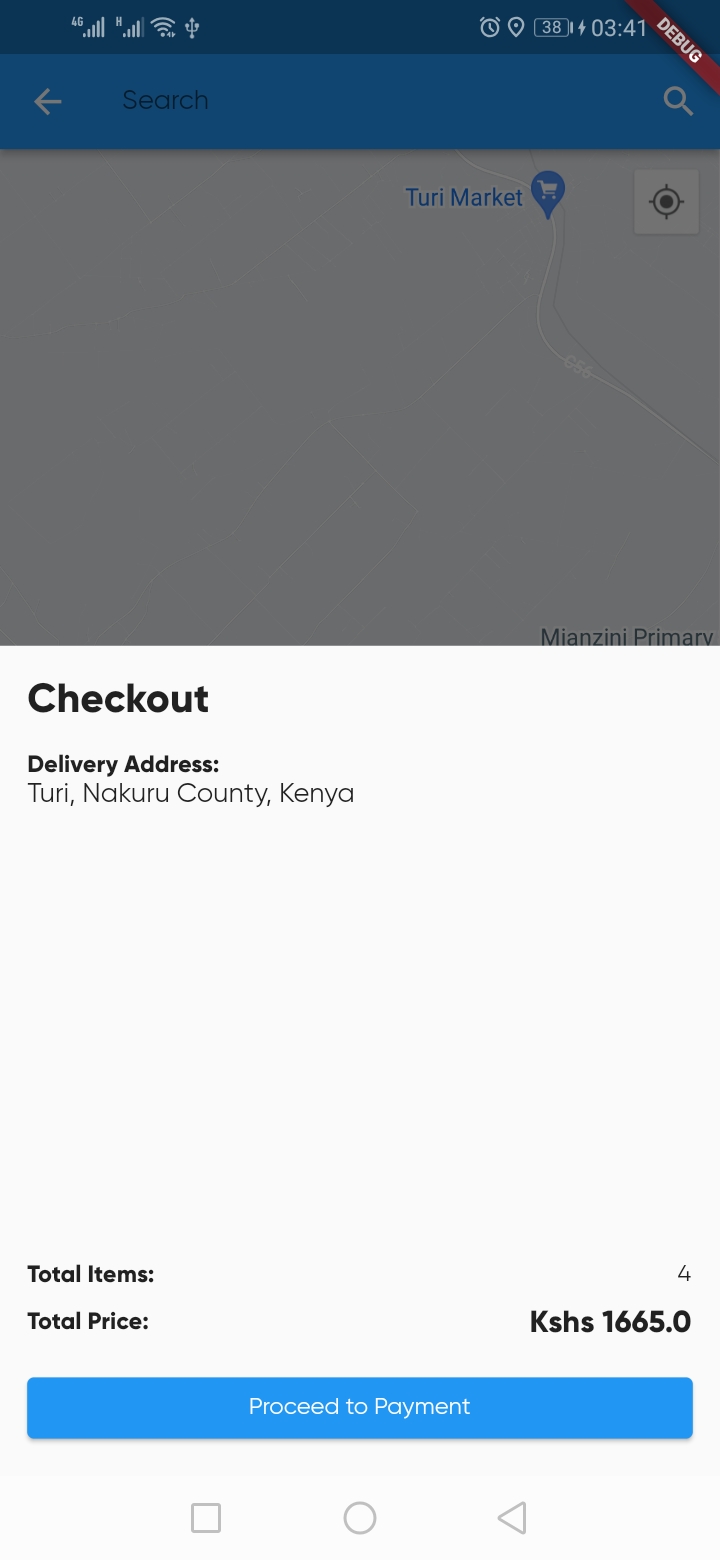 4G H 38 03:41
DEBUG
Search
Turi Market
C56
Mianzini Primary
Checkout
Delivery Address:
Turi, Nakuru County, Kenya
Total Items: 4
Total Price: Kshs 1665.0
Proceed to Payment